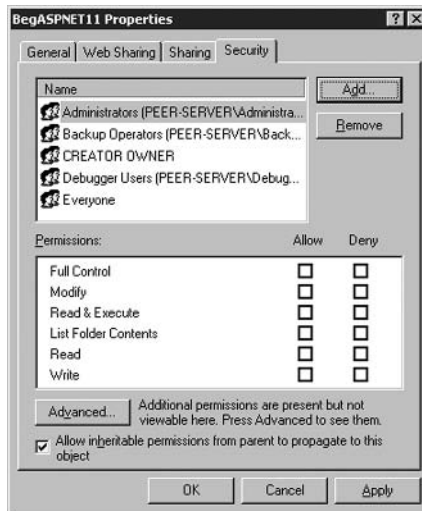 BegASPNET11 Properties
General Web Sharing Sharing Security
Name
Add...
Administrators (PEER-SERVER\Administra...
Remove
Backup Operators (PEER-SERVER\Back...
CREATOR OWNER
Debugger Users (PEER-SERVER\Debug...
Everyone
Permissions: Allow Deny
Full Control
Modify
Read & Execute
List Folder Contents
Read
Write
Advanced...
Additional permissions are present but not
viewable here. Press Advanced to see them.
Allow inheritable permissions from parent to propagate to this
object
OK Cancel Apply